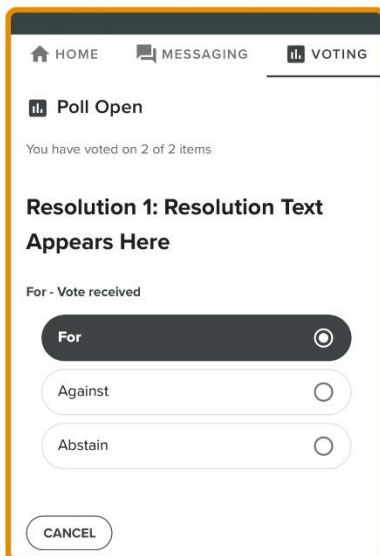 HOME MESSAGING VOTING
Poll Open
You have voted on 2 of 2 items
Resolution 1: Resolution Text
Appears Here
For - Vote received
For
Against
Abstain
CANCEL